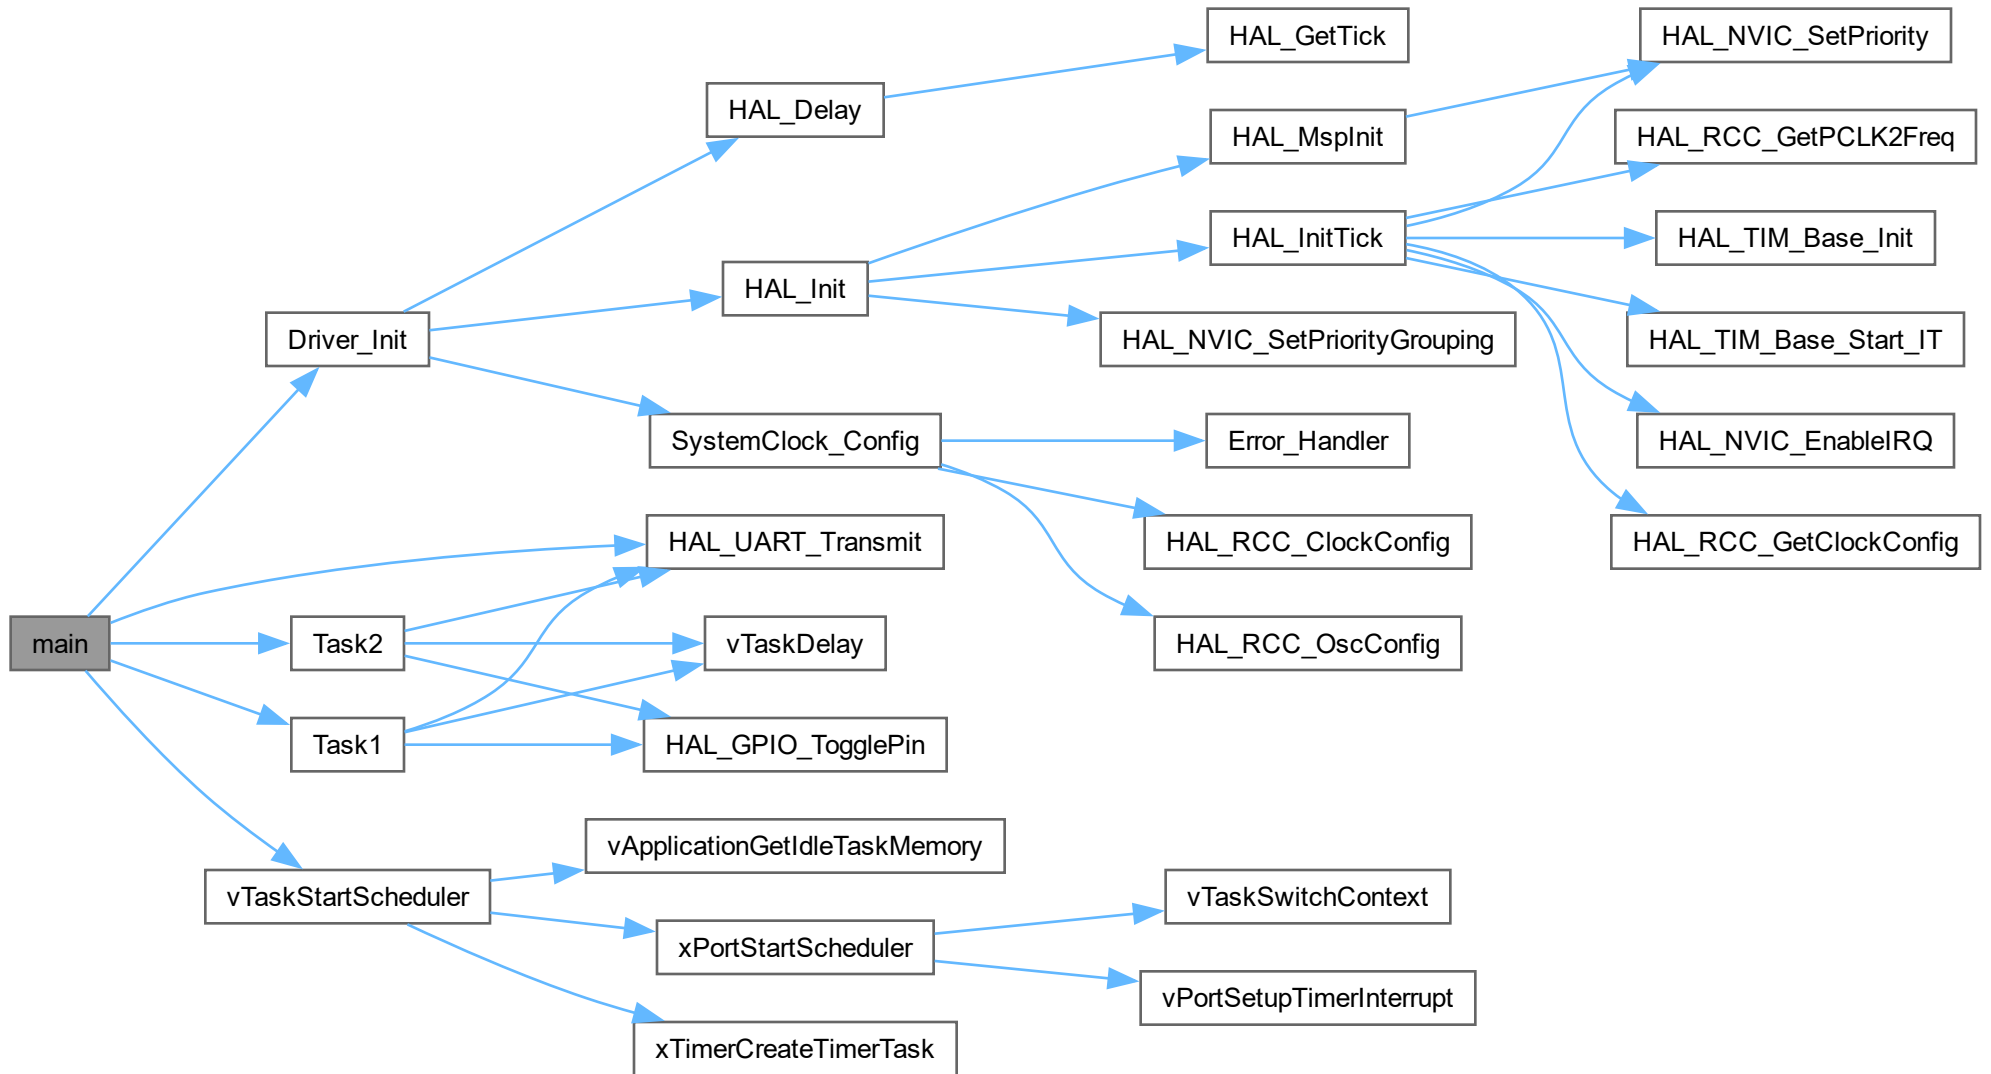 main
Driver_Init
Task2
Task1
vTaskStartScheduler
HAL_Delay
HAL_Init
SystemClock_Config
HAL_UART_Transmit
vTaskDelay
HAL_GPIO_TogglePin
vApplicationGetIdleTaskMemory
xPortStartScheduler
xTimerCreateTimerTask
HAL_GetTick
HAL_MspInit
HAL_InitTick
HAL_NVIC_SetPriorityGrouping
Error_Handler
HAL_RCC_ClockConfig
HAL_RCC_OscConfig
vTaskSwitchContext
vPortSetupTimerInterrupt
HAL_NVIC_SetPriority
HAL_RCC_GetPCLK2Freq
HAL_TIM_Base_Init
HAL_TIM_Base_Start_IT
HAL_NVIC_EnableIRQ
HAL_RCC_GetClockConfig